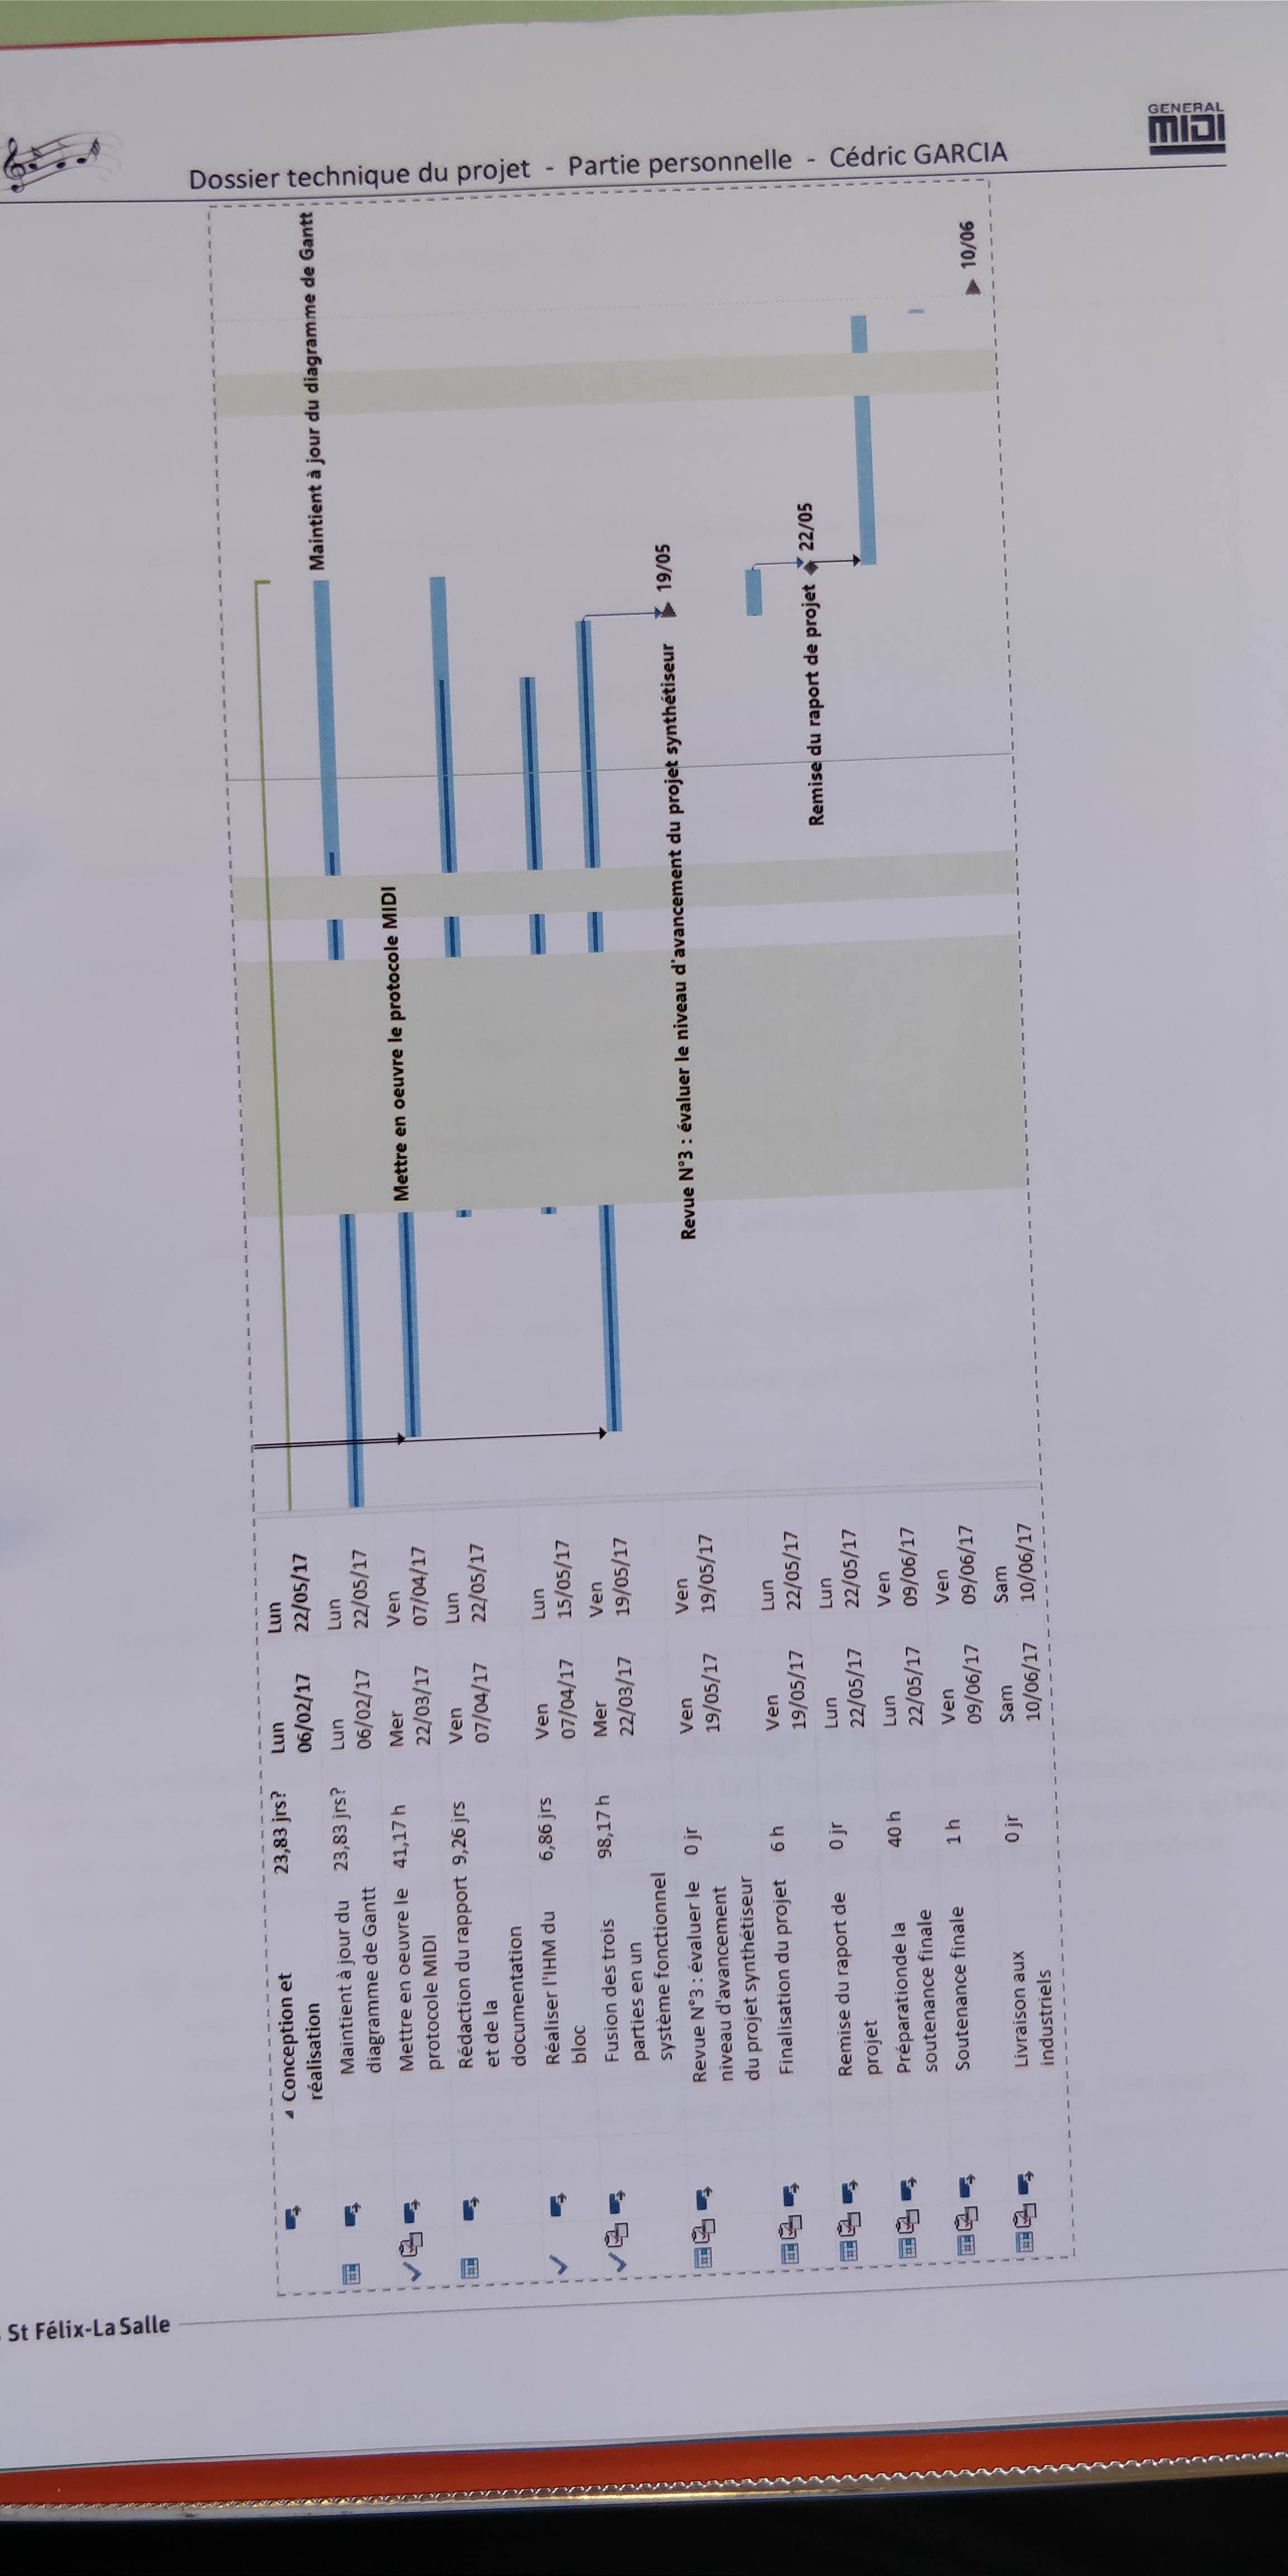 GENERAL
MIDI
Dossier technique du projet - Partie personnelle - Cédric GARCIA
Conception et
réalisation
23,83 jrs?
Lun
06/02/17
Lun
22/05/17
Maintient à jour du
diagramme de Gantt
23,83 jrs?
Lun
06/02/17
Lun
22/05/17
Maintient à jour du diagramme de Gantt
Mettre en oeuvre le
protocole MIDI
41,17 h
Mer
22/03/17
Ven
07/04/17
Mettre en oeuvre le protocole MIDI
Rédaction du rapport
et de la
documentation
9,26 jrs
Ven
07/04/17
Lun
22/05/17
Réaliser l'IHM du
bloc
6,86 jrs
Ven
07/04/17
Lun
15/05/17
Fusion des trois
parties en un
système fonctionnel
98,17 h
Mer
22/03/17
Ven
19/05/17
Revue N°3 : évaluer le
niveau d'avancement
du projet synthétiseur
0 jr
Ven
19/05/17
Ven
19/05/17
Revue N°3 : évaluer le niveau d'avancement du projet synthétiseur
19/05
Finalisation du projet
6 h
Ven
19/05/17
Lun
22/05/17
Remise du raport de
projet
0 jr
Lun
22/05/17
Lun
22/05/17
Remise du raport de projet
22/05
Préparationde la
soutenance finale
40 h
Lun
22/05/17
Ven
09/06/17
Soutenance finale
1 h
Ven
09/06/17
Ven
09/06/17
Livraison aux
industriels
0 jr
Sam
10/06/17
Sam
10/06/17
10/06
St Félix-La Salle